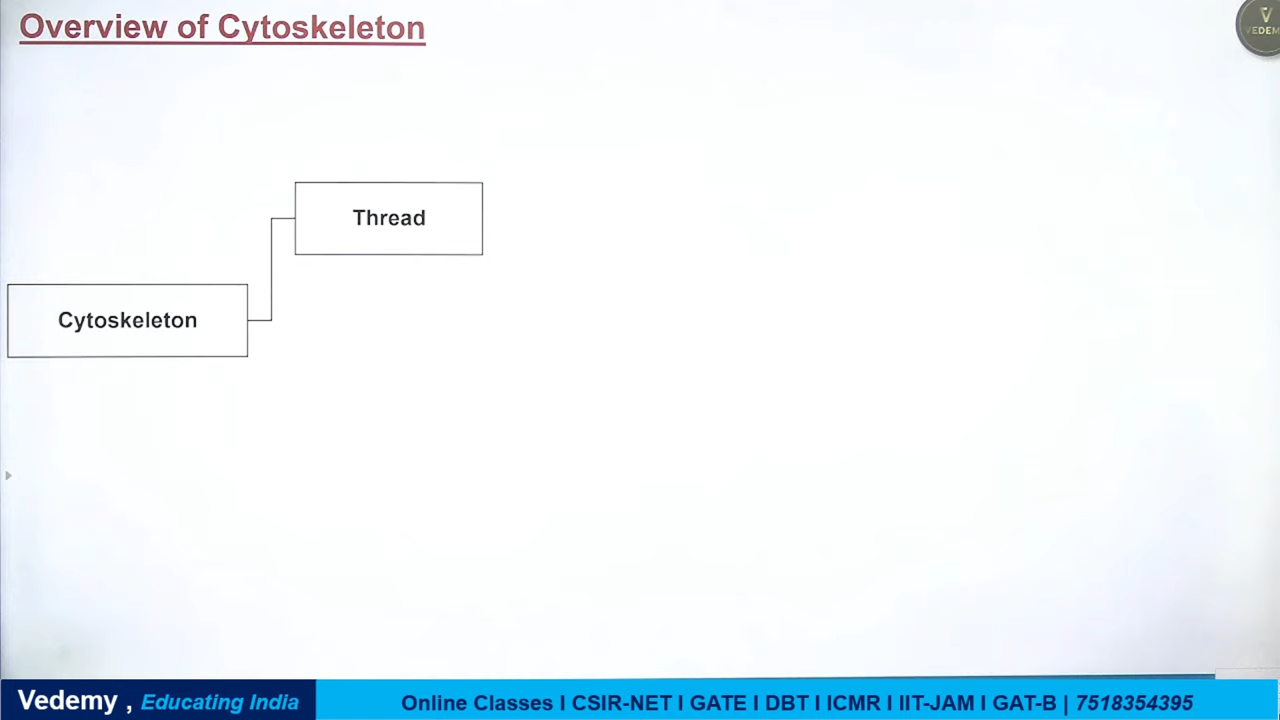 Overview of Cytoskeleton
V
VEDEM
Thread
Cytoskeleton
Vedemy , Educating India
Online Classes I CSIR-NET I GATE I DBT I ICMR I IIT-JAM I GAT-B | 7518354395